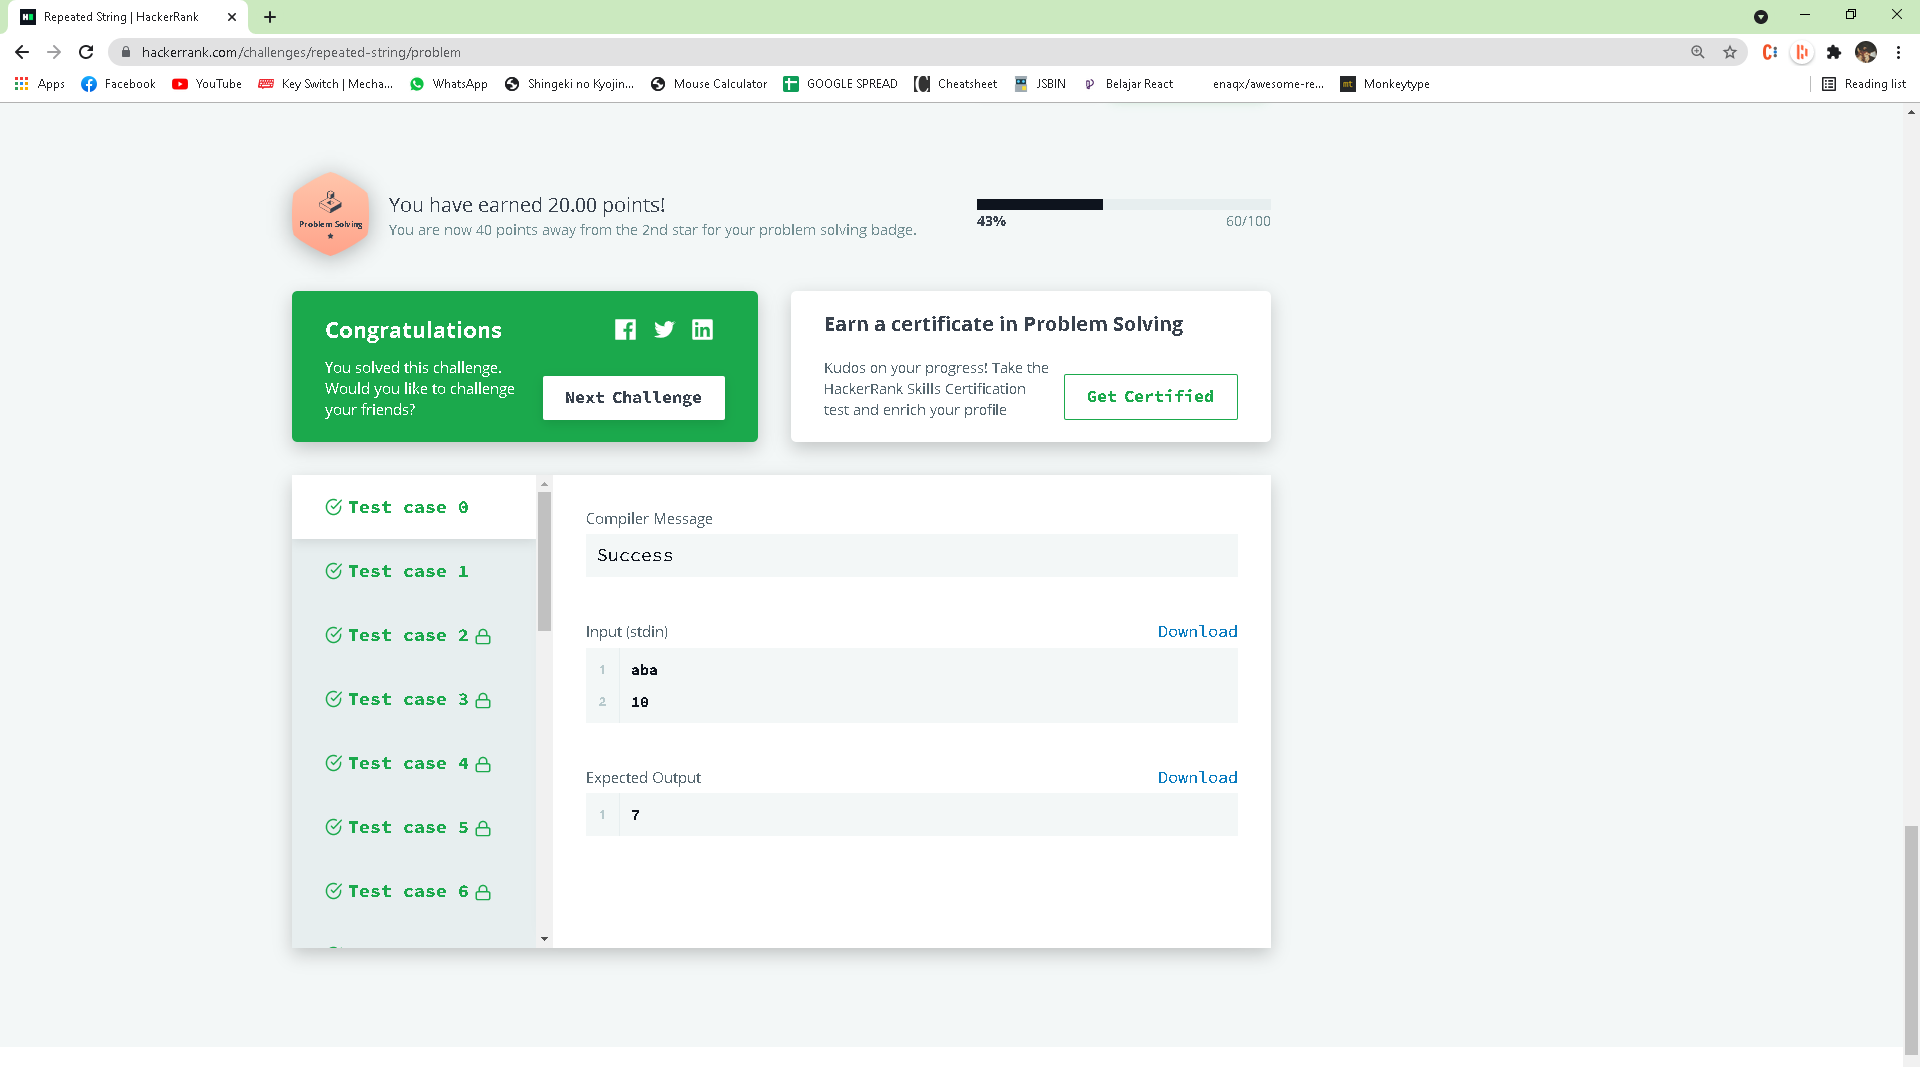 Repeated String | HackerRank
hackerrank.com/challenges/repeated-string/problem
Apps Facebook YouTube Key Switch | Mecha... WhatsApp Shingeki no Kyojin... Mouse Calculator GOOGLE SPREAD Cheatsheet JSBIN Belajar React enaqx/awesome-re... mt Monkeytype Reading list
Problem Solving
You have earned 20.00 points!
You are now 40 points away from the 2nd star for your problem solving badge.
43% 60/100
Congratulations
You solved this challenge.
Would you like to challenge
your friends?
Next Challenge
Earn a certificate in Problem Solving
Kudos on your progress! Take the
HackerRank Skills Certification
test and enrich your profile
Get Certified
Test case 0
Test case 1
Test case 2
Test case 3
Test case 4
Test case 5
Test case 6
Compiler Message
Success
Input (stdin) Download
1 aba
2 10
Expected Output Download
1 7